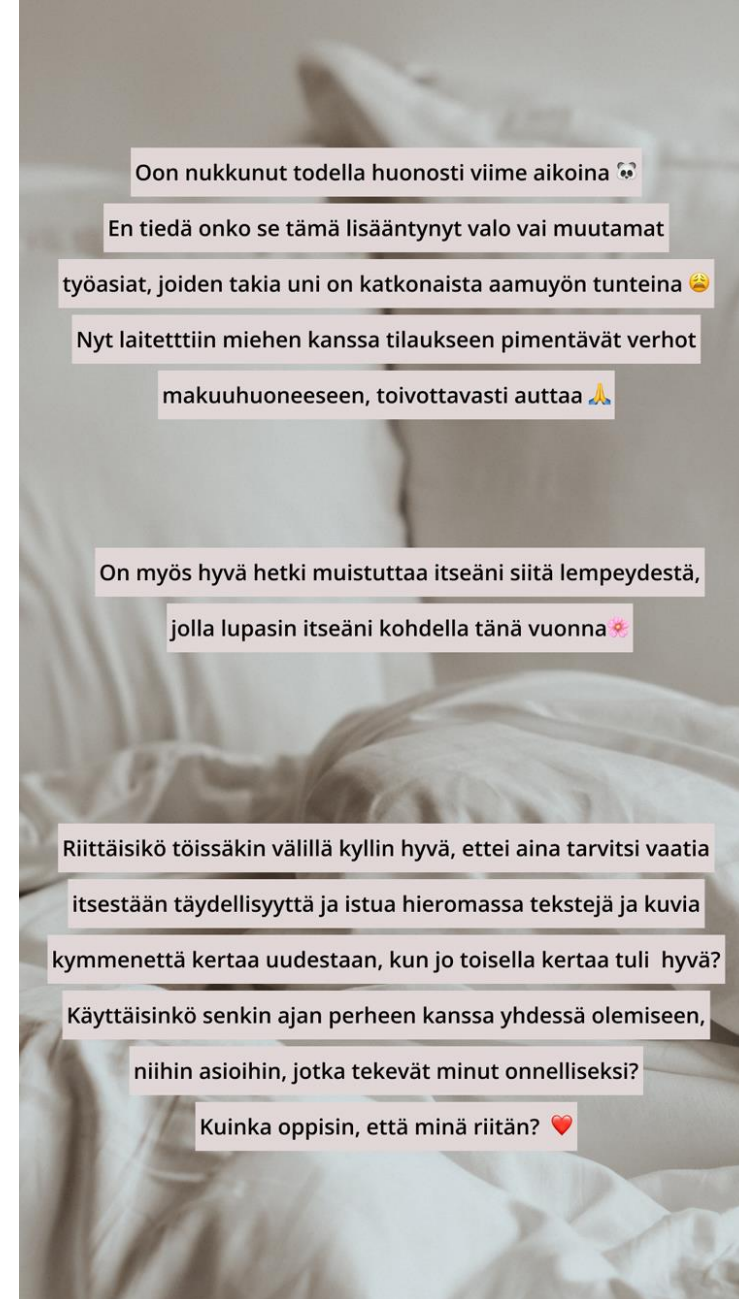 Oon nukkunut todella huonosti viime aikoina 🐼
En tiedä onko se tämä lisääntynyt valo vai muutamat
työasiat, joiden takia uni on katkonaista aamuyön tunteina 😩
Nyt laitetttiin miehen kanssa tilaukseen pimentävät verhot
makuuhuoneeseen, toivottavasti auttaa 🙏
On myös hyvä hetki muistuttaa itseäni siitä lempeydestä,
jolla lupasin itseäni kohdella tänä vuonna🌸
Riittäisikö töissäkin välillä kyllin hyvä, ettei aina tarvitsi vaatia
itsestään täydellisyyttä ja istua hieromassa tekstejä ja kuvia
kymmenettä kertaa uudestaan, kun jo toisella kertaa tuli  hyvä?
Käyttäisinkö senkin ajan perheen kanssa yhdessä olemiseen,
niihin asioihin, jotka tekevät minut onnelliseksi?
Kuinka oppisin, että minä riitän? ❤️